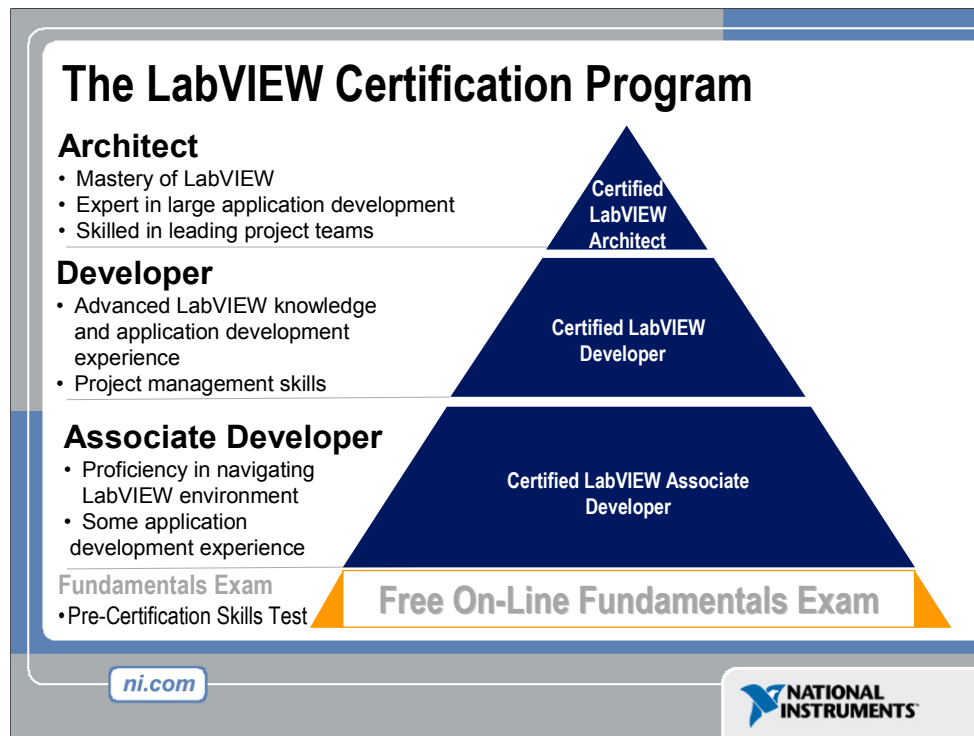 The LabVIEW Certification Program
Architect
• Mastery of LabVIEW
• Expert in large application development
• Skilled in leading project teams
Certified
LabVIEW
Architect
Developer
• Advanced LabVIEW knowledge
and application development
experience
• Project management skills
Certified LabVIEW
Developer
Associate Developer
• Proficiency in navigating
LabVIEW environment
• Some application
development experience
Certified LabVIEW Associate
Developer
Fundamentals Exam
•Pre-Certification Skills Test
Free On-Line Fundamentals Exam
ni.com
NATIONAL
INSTRUMENTS™